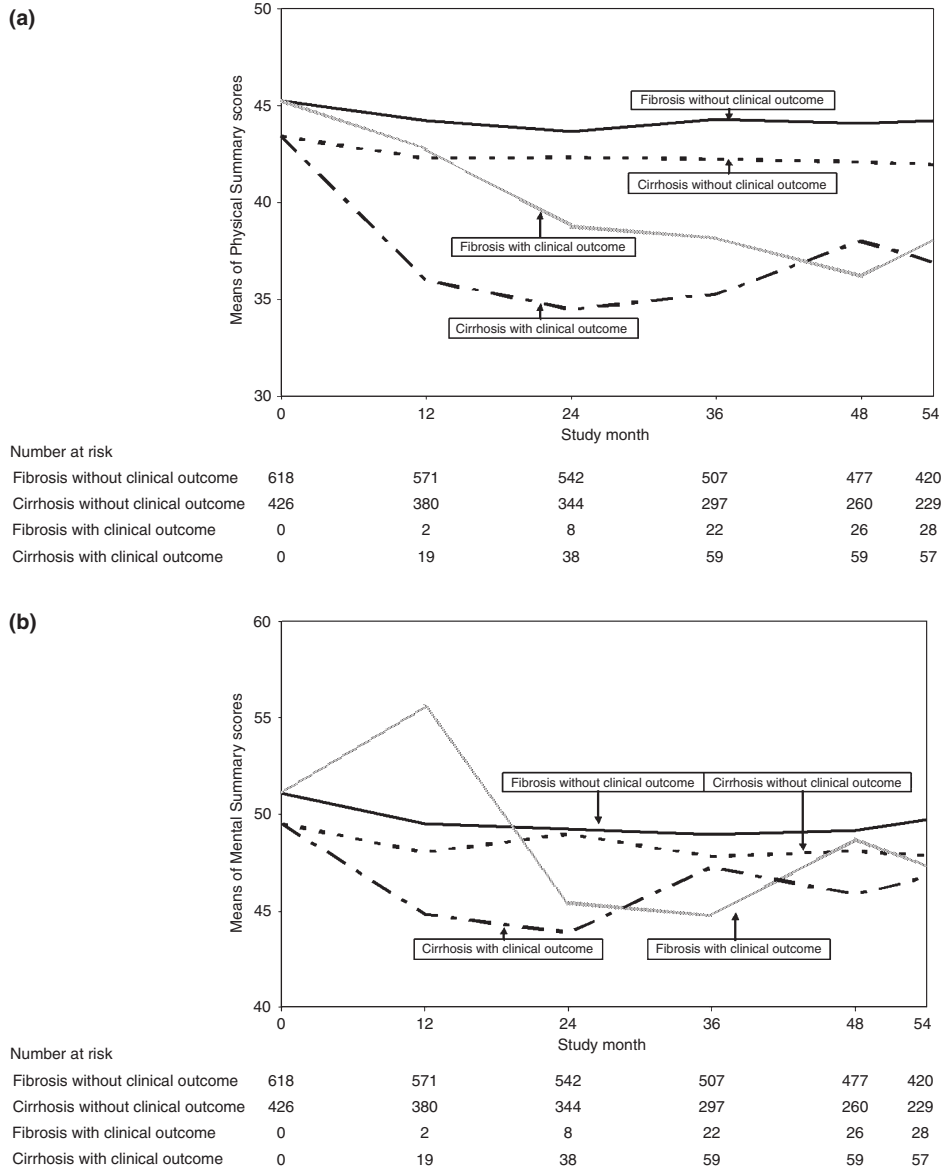 (a)
50
45
40
35
30
Means of Physical Summary scores
Fibrosis without clinical outcome
Cirrhosis without clinical outcome
Fibrosis with clinical outcome
Cirrhosis with clinical outcome
0 12 24 36 48 54
Study month
Number at risk
Fibrosis without clinical outcome 618 571 542 507 477 420
Cirrhosis without clinical outcome 426 380 344 297 260 229
Fibrosis with clinical outcome 0 2 8 22 26 28
Cirrhosis with clinical outcome 0 19 38 59 59 57
(b)
60
55
50
45
40
Means of Mental Summary scores
Fibrosis without clinical outcome Cirrhosis without clinical outcome
Cirrhosis with clinical outcome Fibrosis with clinical outcome
0 12 24 36 48 54
Study month
Number at risk
Fibrosis without clinical outcome 618 571 542 507 477 420
Cirrhosis without clinical outcome 426 380 344 297 260 229
Fibrosis with clinical outcome 0 2 8 22 26 28
Cirrhosis with clinical outcome 0 19 38 59 59 57